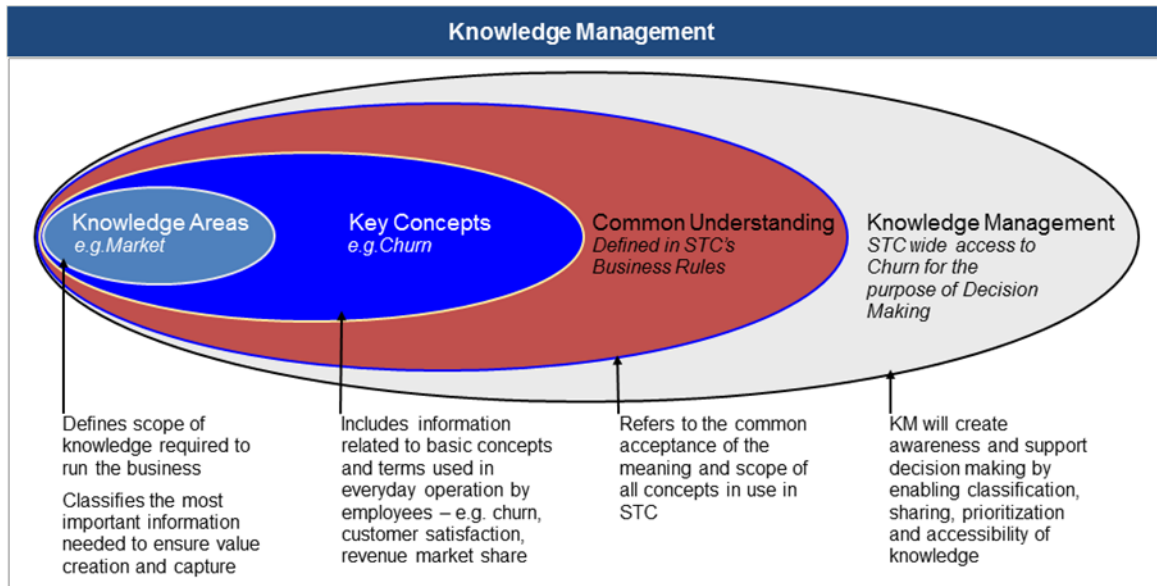 Knowledge Management
Knowledge Areas
e.g.Market
Key Concepts
e.g.Churn
Common Understanding
Defined in STC's
Business Rules
Knowledge Management
STC wide access to
Churn for the
purpose of Decision
Making
Defines scope of
knowledge required to
run the business
Classifies the most
important information
needed to ensure value
creation and capture
Includes information
related to basic concepts
and terms used in
everyday operation by
employees – e.g. churn,
customer satisfaction,
revenue market share
Refers to the common
acceptance of the
meaning and scope of
all concepts in use in
STC
KM will create
awareness and support
decision making by
enabling classification,
sharing, prioritization
and accessibility of
knowledge